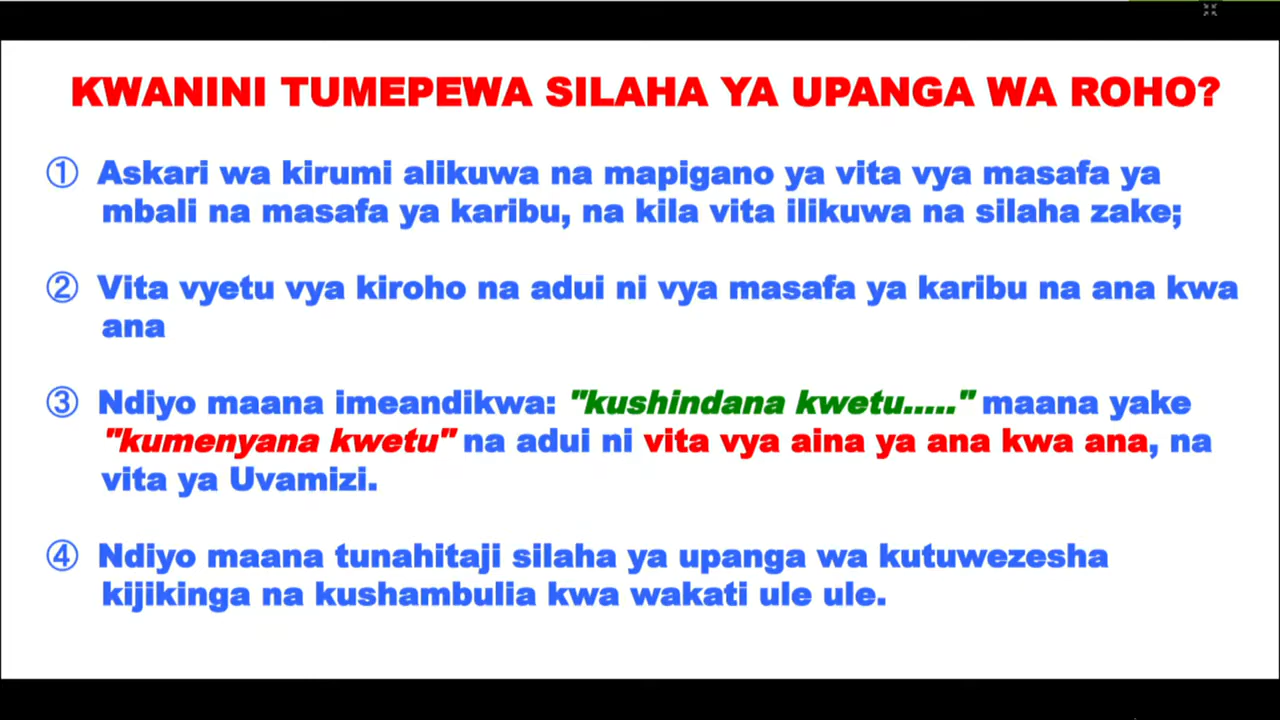 KWANINI TUMEPEWA SILAHA YA UPANGA WA ROHO?
① Askari wa kirumi alikuwa na mapigano ya vita vya masafa ya
mbali na masafa ya karibu, na kila vita ilikuwa na silaha zake;
② Vita vyetu vya kiroho na adui ni vya masafa ya karibu na ana kwa
ana
③ Ndiyo maana imeandikwa: "kushindana kwetu....." maana yake
"kumenyana kwetu" na adui ni vita vya aina ya ana kwa ana, na
vita ya Uvamizi.
④ Ndiyo maana tunahitaji silaha ya upanga wa kutuwezesha
kijikinga na kushambulia kwa wakati ule ule.